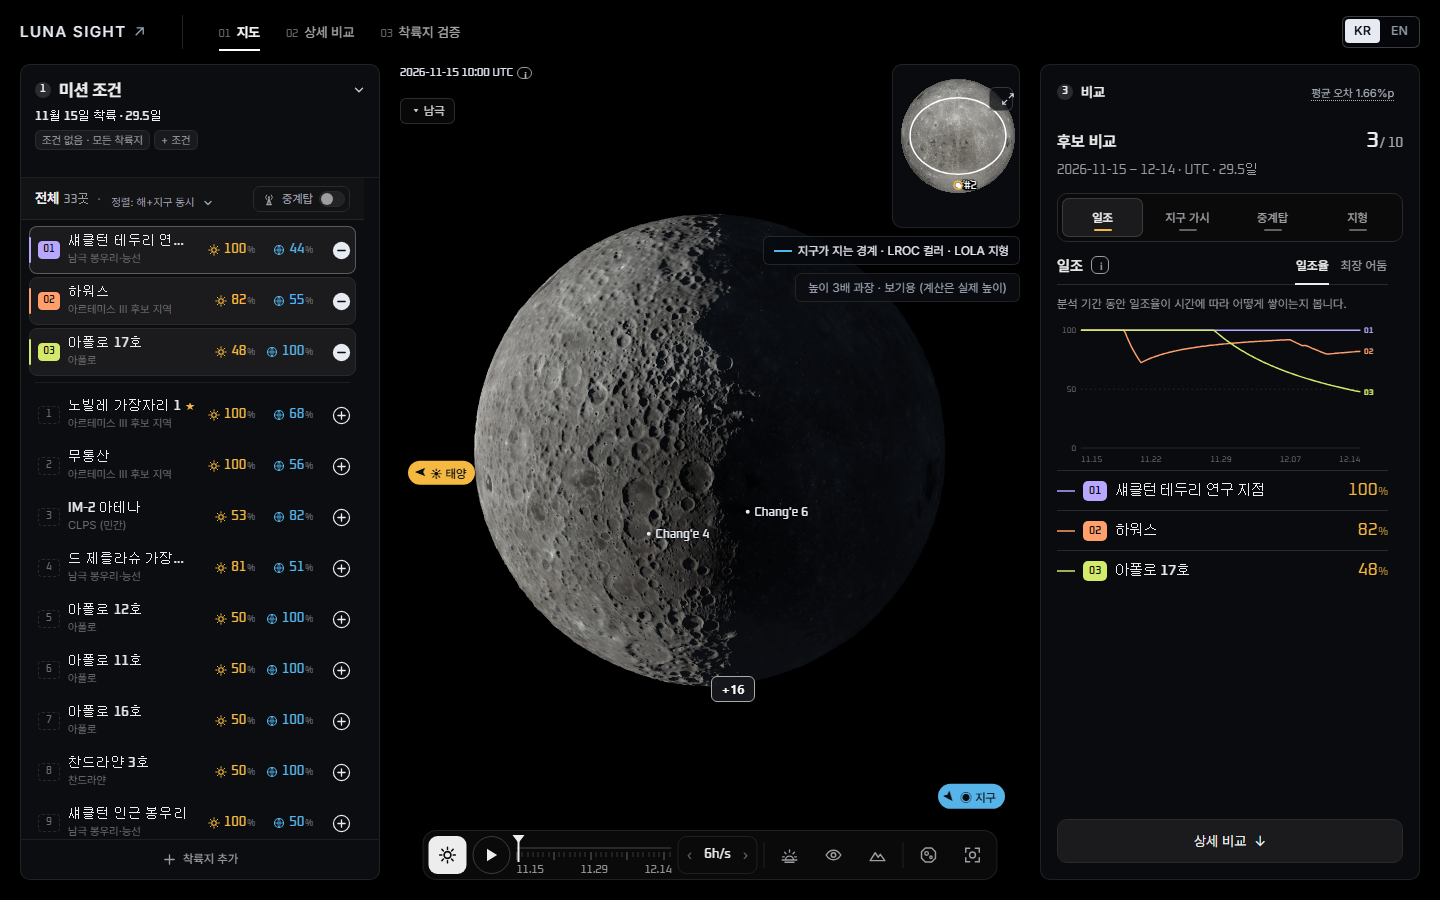 LUNA SIGHT ↗
01 지도
02 상세 비교
03 착륙지 검증
KR EN
1 미션 조건
11월 15일 착륙 · 29.5일
조건 없음 · 모든 착륙지
+ 조건
전체 33곳 ·
정렬: 해+지구 동시
중계탑
01 섀클턴 테두리 연... 100% 44%
남극 봉우리·능선
02 하워스 82% 55%
아르테미스 III 후보 지역
03 아폴로 17호 48% 100%
아폴로
1 노빌레 가장자리 1 ★ 100% 68%
아르테미스 III 후보 지역
2 무통산 100% 56%
아르테미스 III 후보 지역
3 IM-2 아테나 53% 82%
CLPS (민간)
4 드 제를라슈 가장... 81% 51%
남극 봉우리·능선
5 아폴로 12호 50% 100%
아폴로
6 아폴로 11호 50% 100%
아폴로
7 아폴로 16호 50% 100%
아폴로
8 찬드라얀 3호 50% 100%
찬드라얀
9 섀클턴 인근 봉우리 100% 50%
남극 봉우리·능선
+ 착륙지 추가
2026-11-15 10:00 UTC i
남극
#2
지구가 지는 경계 · LROC 컬러 · LOLA 지형
높이 3배 과장 · 보기용 (계산은 실제 높이)
태양
Chang'e 6
Chang'e 4
+16
지구
11.15 11.29 12.14
‹ 6h/s ›
3 비교
평균 오차 1.66%p
후보 비교
3 / 10
2026-11-15 – 12-14 · UTC · 29.5일
일조
지구 가시
중계탑
지형
일조 i
일조율
최장 어둠
분석 기간 동안 일조율이 시간에 따라 어떻게 쌓이는지 봅니다.
100
01
02
50
03
0
11.15 11.22 11.29 12.07 12.14
01 섀클턴 테두리 연구 지점 100%
02 하워스 82%
03 아폴로 17호 48%
상세 비교 ↓